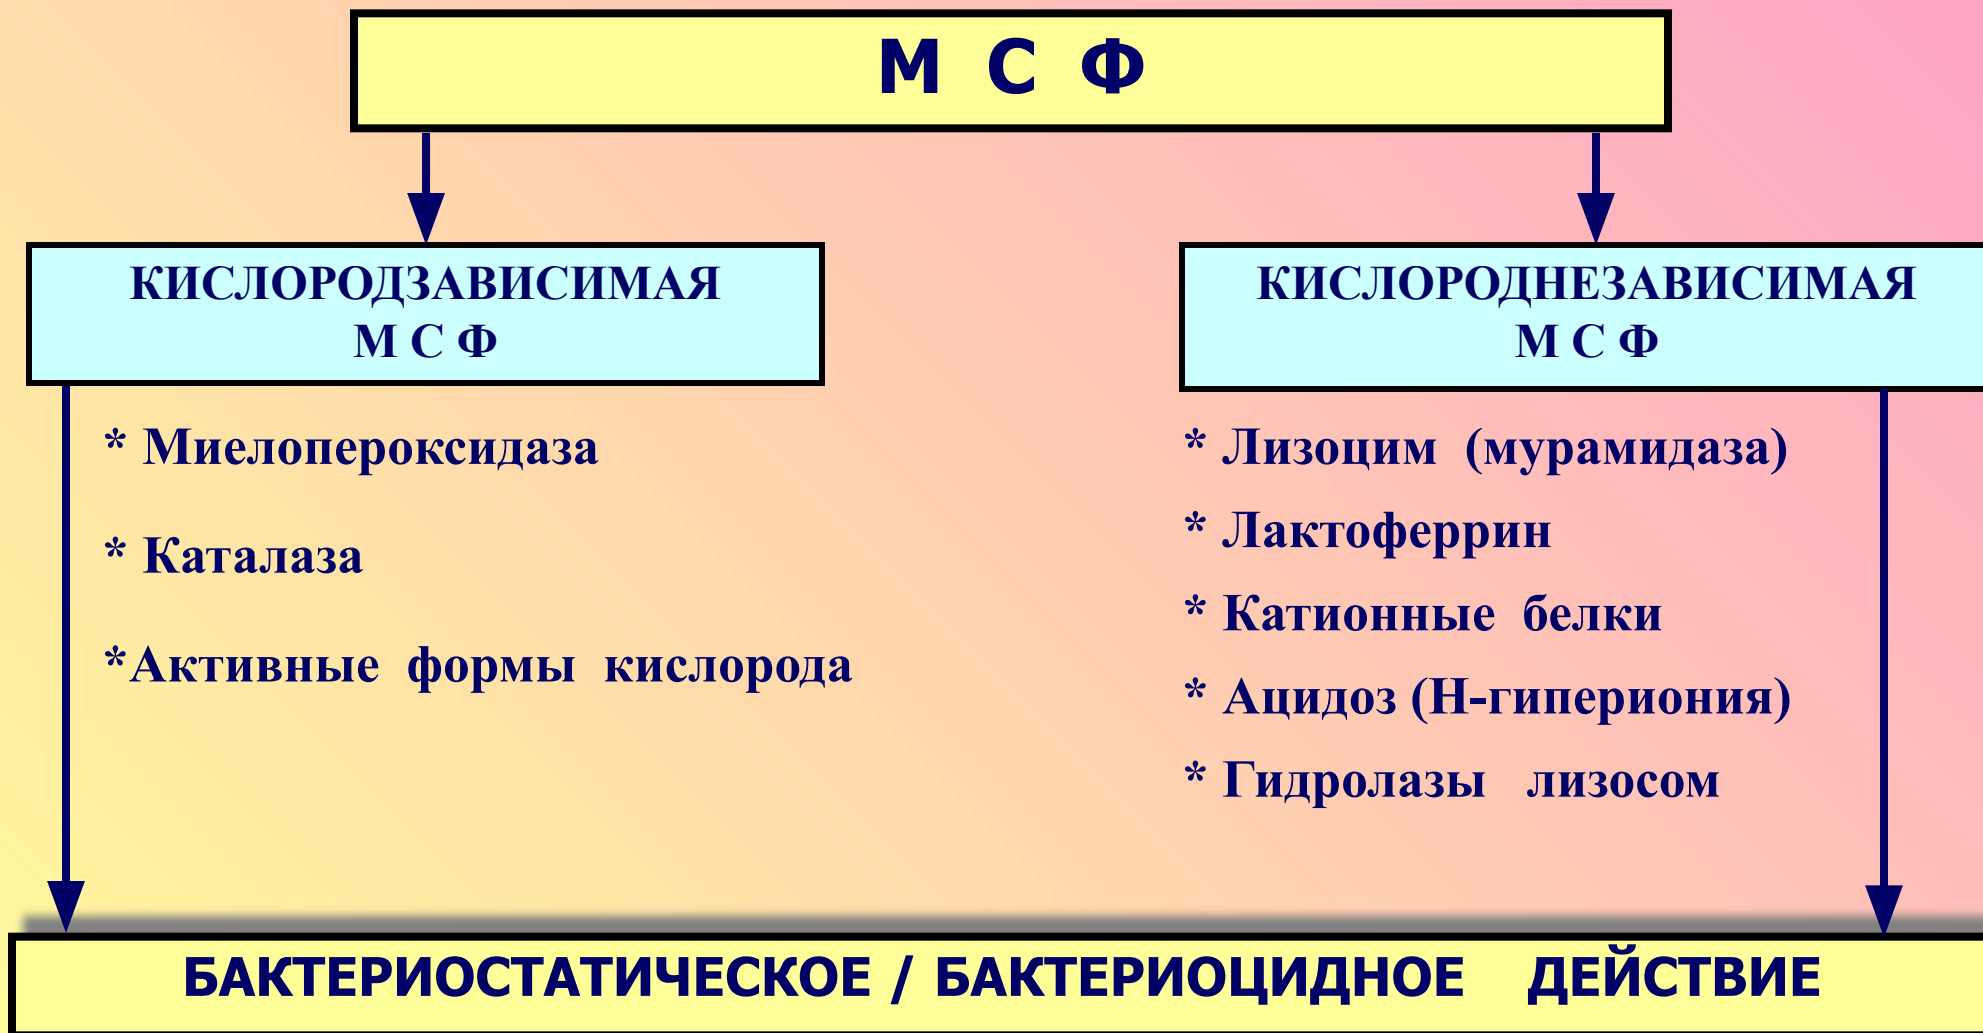 М С Ф
КИСЛОРОДЗАВИСИМАЯ
М С Ф
* Миелопероксидаза
* Каталаза
*Активные формы кислорода
КИСЛОРОДНЕЗАВИСИМАЯ
М С Ф
* Лизоцим (мурамидаза)
* Лактоферрин
* Катионные белки
* Ацидоз (Н-гипериония)
* Гидролазы лизосом
БАКТЕРИОСТАТИЧЕСКОЕ / БАКТЕРИОЦИДНОЕ ДЕЙСТВИЕ